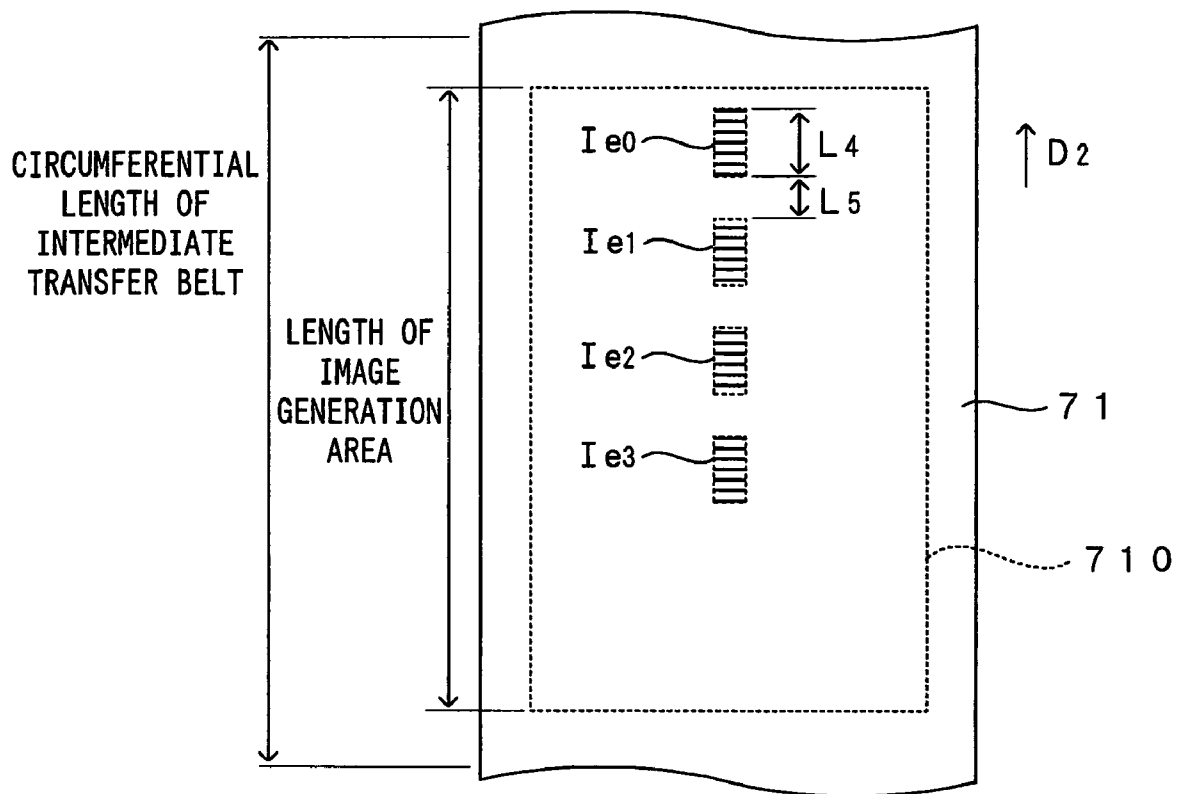 CIRCUMFERENTIAL
LENGTH OF
INTERMEDIATE
TRANSFER BELT
LENGTH OF
IMAGE
GENERATION
AREA
Ie0
L4
L5
Ie1
Ie2
Ie3
D2
71
710